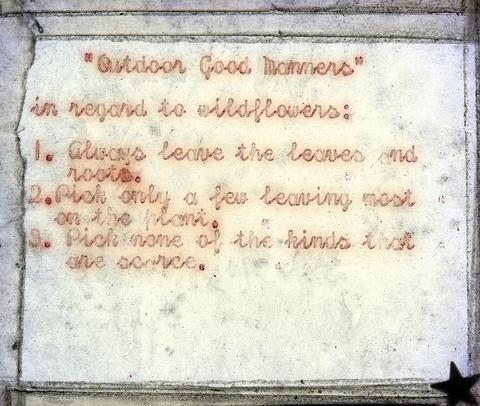 "Outdoor Good Manners"
in regard to wildflowers:
1. Always leave the leaves and
roots.
2. Pick only a few leaving most
on the plant.
3. Pick none of the kinds that
are scarce.